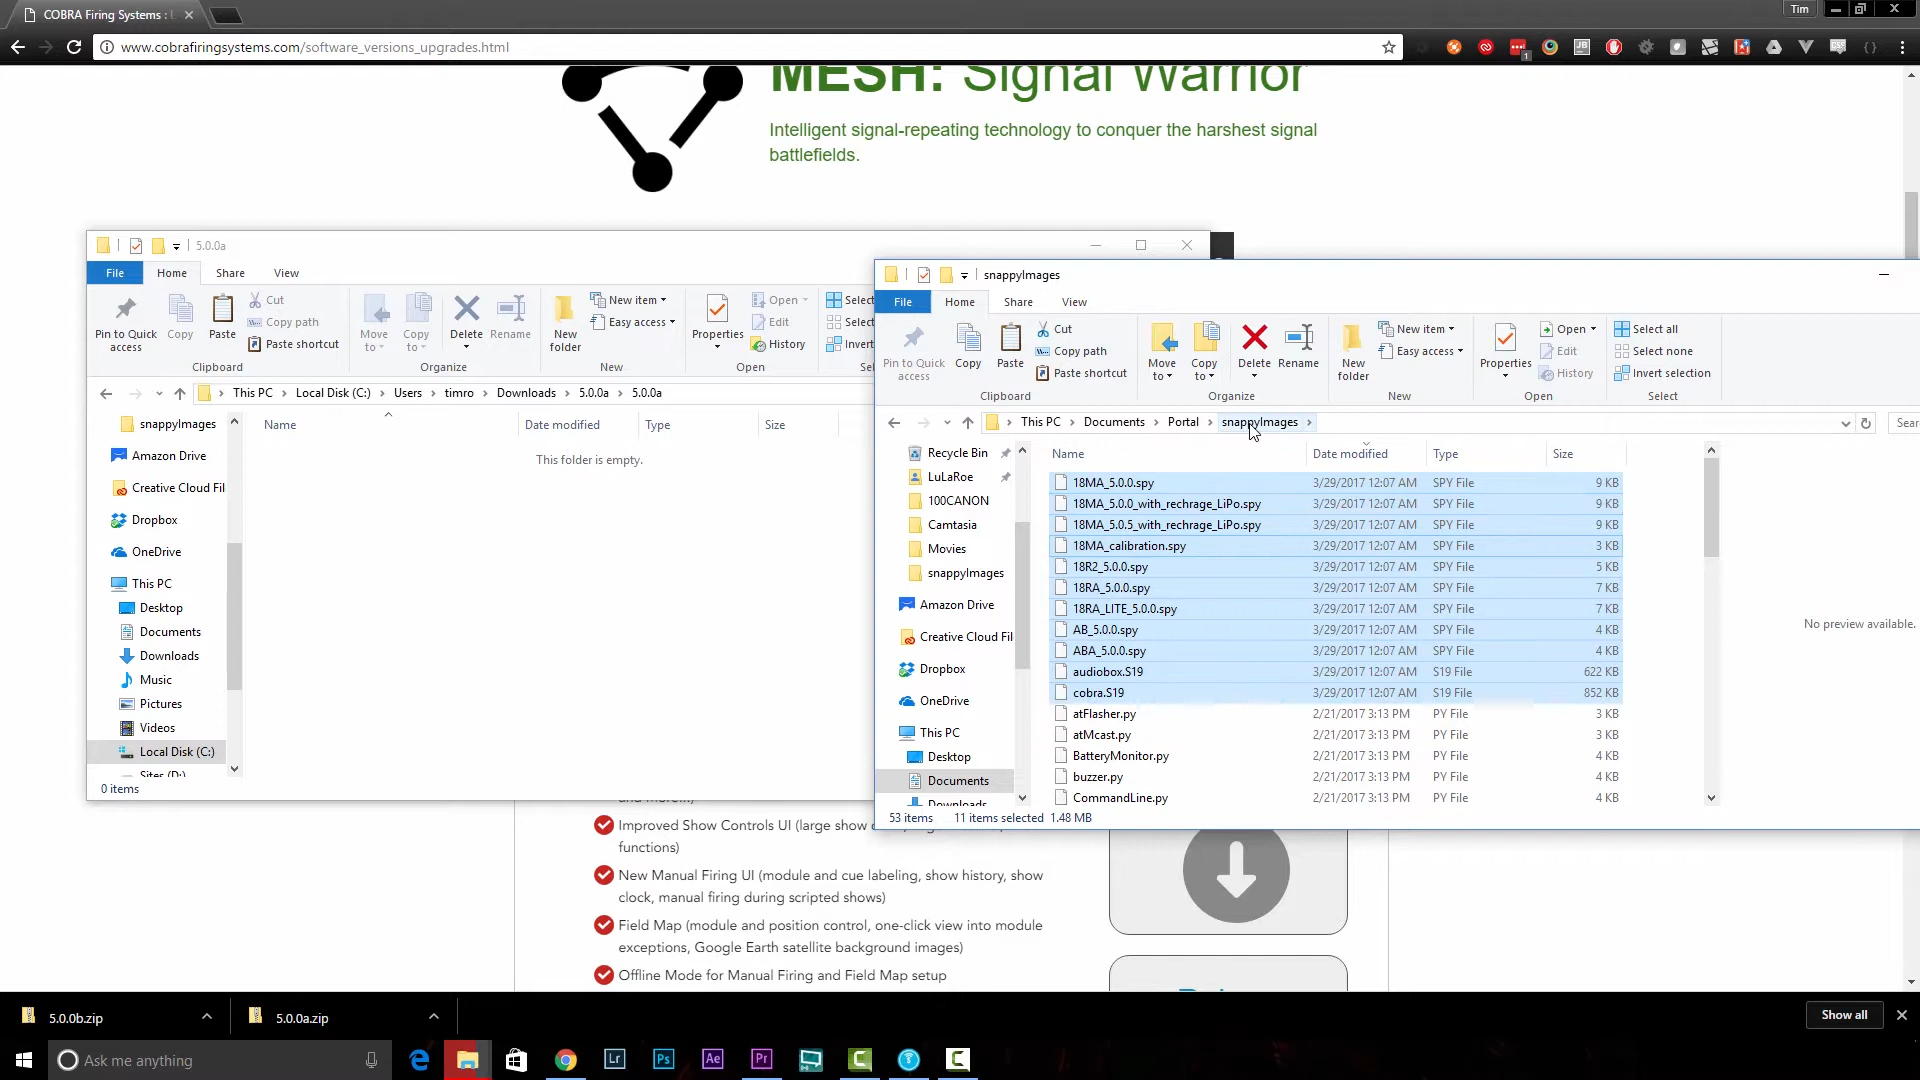 COBRA Firing Systems :
Tim
www.cobrafiringsystems.com/software_versions_upgrades.html
MESH: Signal Warrior
Intelligent signal-repeating technology to conquer the harshest signal
battlefields.
5.0.0a
File Home Share View
Pin to Quick access
Copy
Paste
Cut
Copy path
Paste shortcut
Move to
Copy to
Delete
Rename
New folder
New item
Easy access
Properties
Open
Edit
History
Select
Select
Invert
Clipboard Organize New Open Sel
This PC Local Disk (C:) Users timro Downloads 5.0.0a 5.0.0a
Name Date modified Type Size
This folder is empty.
snappyImages
Amazon Drive
Creative Cloud Fil
Dropbox
OneDrive
This PC
Desktop
Documents
Downloads
Music
Pictures
Videos
Local Disk (C:)
Sites (D:)
0 items
snappyImages
File Home Share View
Pin to Quick access
Copy
Paste
Cut
Copy path
Paste shortcut
Move to
Copy to
Delete
Rename
New folder
New item
Easy access
Properties
Open
Edit
History
Select all
Select none
Invert selection
Clipboard Organize New Open Select
This PC Documents Portal snappyImages
Sear
Recycle Bin
LuLaRoe
100CANON
Camtasia
Movies
snappyImages
Amazon Drive
Creative Cloud Fil
Dropbox
OneDrive
This PC
Desktop
Documents
Downloads
Name Date modified Type Size
18MA_5.0.0.spy 3/29/2017 12:07 AM SPY File 9 KB
18MA_5.0.0_with_rechrage_LiPo.spy 3/29/2017 12:07 AM SPY File 9 KB
18MA_5.0.5_with_rechrage_LiPo.spy 3/29/2017 12:07 AM SPY File 9 KB
18MA_calibration.spy 3/29/2017 12:07 AM SPY File 3 KB
18R2_5.0.0.spy 3/29/2017 12:07 AM SPY File 5 KB
18RA_5.0.0.spy 3/29/2017 12:07 AM SPY File 7 KB
18RA_LITE_5.0.0.spy 3/29/2017 12:07 AM SPY File 7 KB
AB_5.0.0.spy 3/29/2017 12:07 AM SPY File 4 KB
ABA_5.0.0.spy 3/29/2017 12:07 AM SPY File 4 KB
audiobox.S19 3/29/2017 12:07 AM S19 File 622 KB
cobra.S19 3/29/2017 12:07 AM S19 File 852 KB
atFlasher.py 2/21/2017 3:13 PM PY File 3 KB
atMcast.py 2/21/2017 3:13 PM PY File 3 KB
BatteryMonitor.py 2/21/2017 3:13 PM PY File 4 KB
buzzer.py 2/21/2017 3:13 PM PY File 4 KB
CommandLine.py 2/21/2017 3:13 PM PY File 4 KB
No preview available.
53 items 11 items selected 1.48 MB
and more...)
Improved Show Controls UI (large show
functions)
New Manual Firing UI (module and cue labeling, show history, show
clock, manual firing during scripted shows)
Field Map (module and position control, one-click view into module
exceptions, Google Earth satellite background images)
Offline Mode for Manual Firing and Field Map setup
5.0.0b.zip
5.0.0a.zip
Show all
Ask me anything
Lr
Ps
Ae
Pr